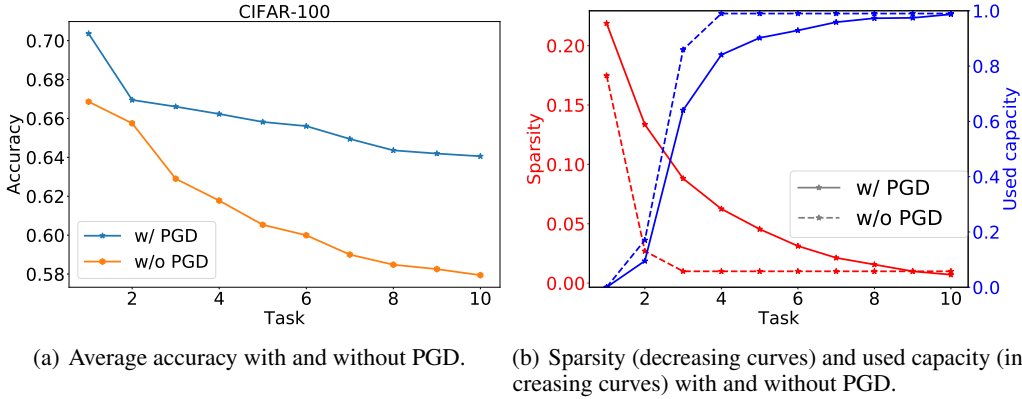 CIFAR-100
0.70
0.68
0.66
0.64
0.62
0.60
0.58
Accuracy
w/ PGD
w/o PGD
2 4 6 8 10
Task
0.20
0.15
0.10
0.05
0.00
Sparsity
w/ PGD
w/o PGD
1.0
0.8
0.6
0.4
0.2
0.0
Used capacity
2 4 6 8 10
Task
(a) Average accuracy with and without PGD.
(b) Sparsity (decreasing curves) and used capacity (in
creasing curves) with and without PGD.